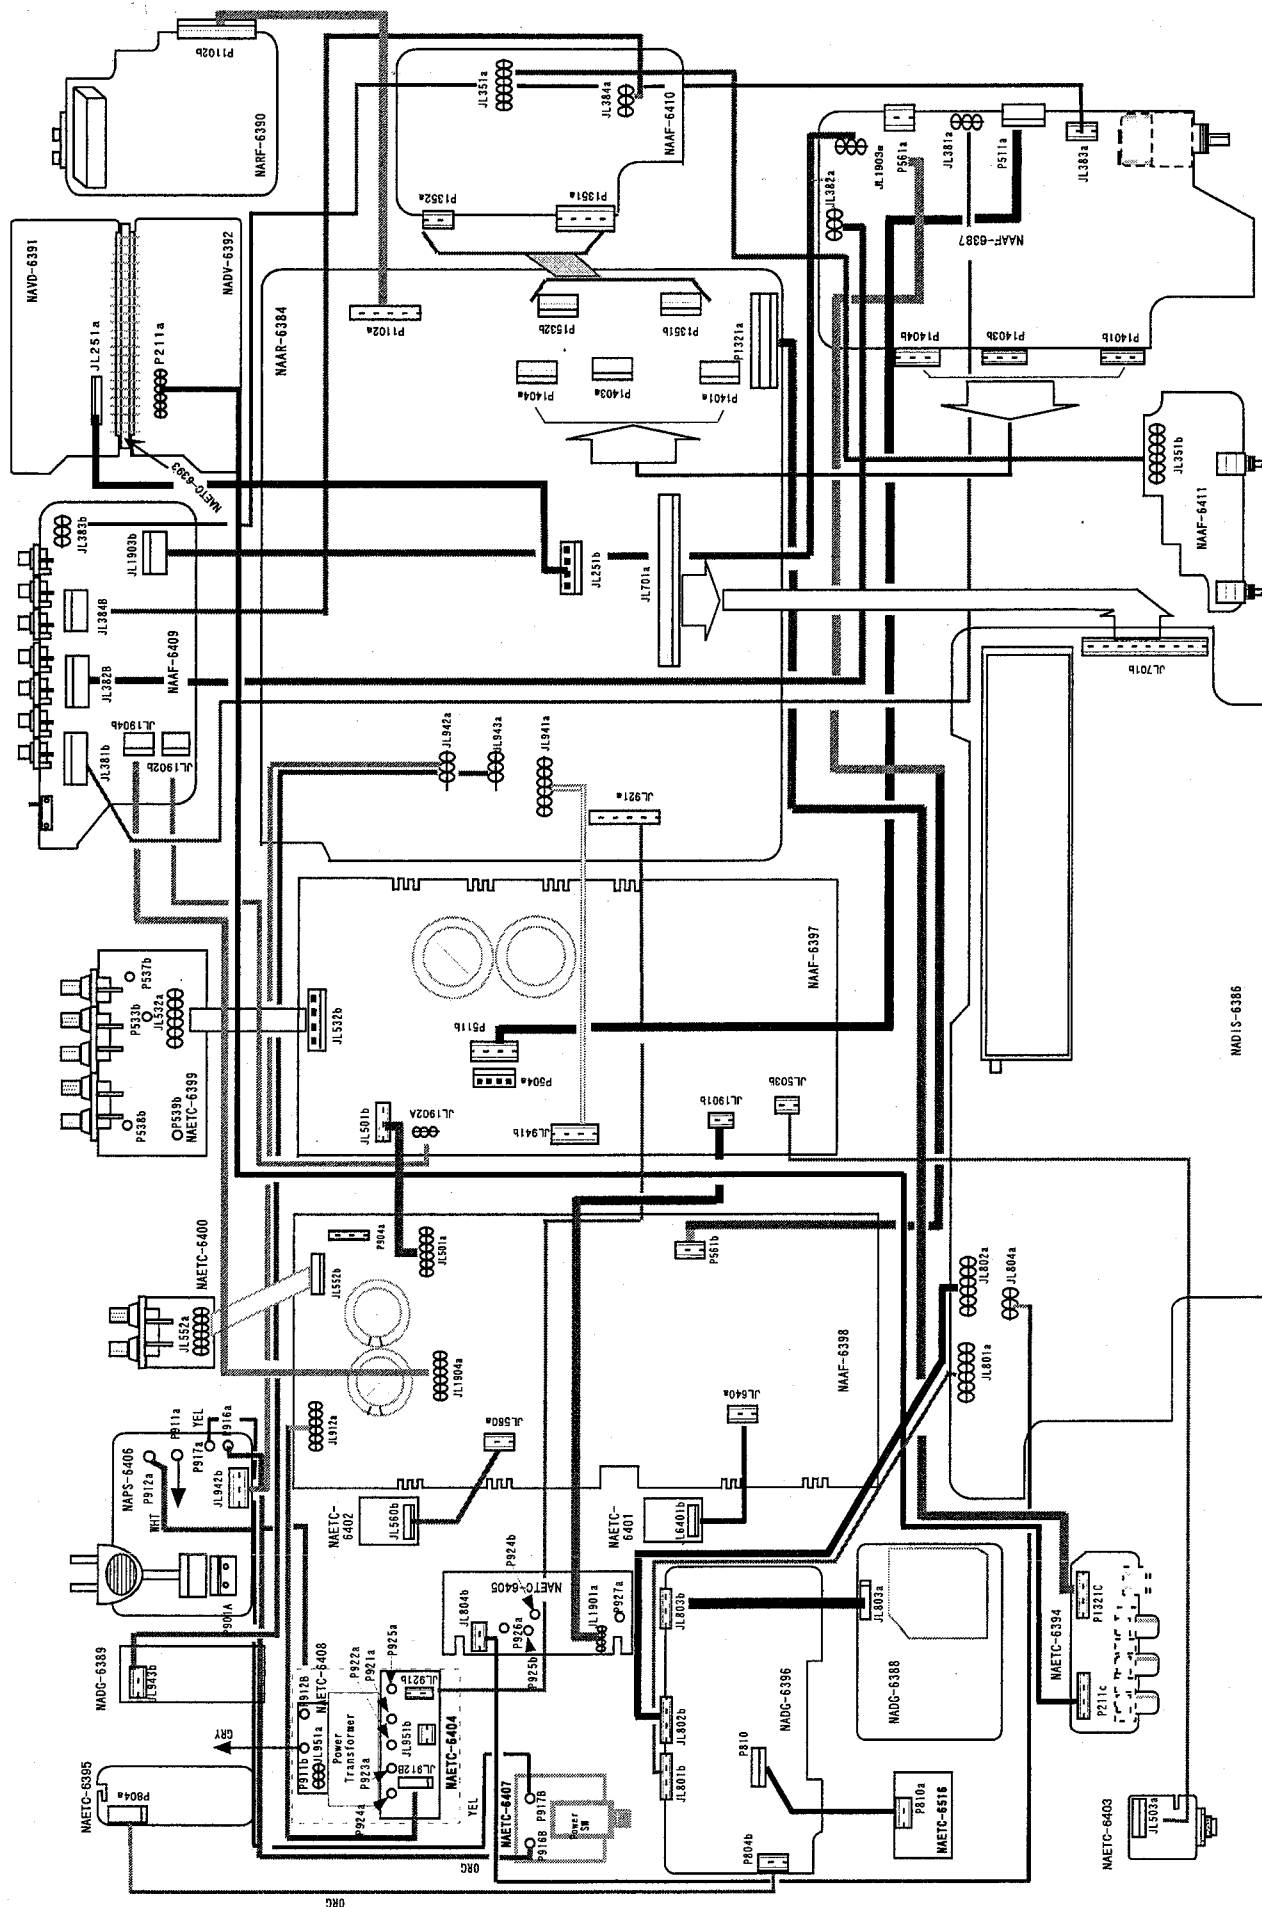 P1102b
NARF-6390
JL351a
JL384a
NAAF-6410
P1352a
P1351a
JL1903a
P561a
JL381a
P511a
JL383a
JL382a
NAAF-6387
P1404b
P1403b
P1401b
NAVD-6391
JL251a
NADV-6392
P211a
NAETC-6393
NAAR-6384
P1102a
P1532b
P1351b
P1321a
P1404a
P1403a
P1401a
JL351b
NAAF-6411
JL383b
JL1903b
JL384B
JL382B
NAAF-6409
JL1904b
JL381b
JL1902b
JL251b
JL701a
JL701b
JL942a
JL943a
JL941a
JL921a
NAAF-6397
NADIS-6386
P537b
P533b
JL532a
P538b
P539b
NAETC-6399
JL532b
P511b
P504a
JL501b
JL1902A
JL941b
JL1901b
JL503b
NAETC-6400
JL552a
JL552b
P904a
JL501a
P561b
JL1904a
NAAF-6398
JL912a
JL580a
JL640a
JL802a
JL804a
JL801a
NAPS-6406
P912a
P911a
P917a
YEL
P916a
JL942b
WHT
P901A
NAETC-
6402
JL560b
NAETC-
6401
JL6401b
P924b
NAETC-6405
JL804b
P926a
P925b
JL1901a
P927a
JL803b
JL803a
NADG-6388
P1321C
NAETC-6394
P211c
NADG-6389
JL943b
GRY
P912B
NAETC-6408
P911b
JL951a
Power
Transformer
P922a
P921a
P925a
JL921b
JL951b
P923a
JL912B
P924a
NAETC-6404
NADG-6396
JL802b
JL801b
P810
P804b
P810a
NAETC-6516
NAETC-6395
P804a
YEL
NAETC-6407
P917B
P916B
Power
SW
ORG
ORG
NAETC-6403
JL503a